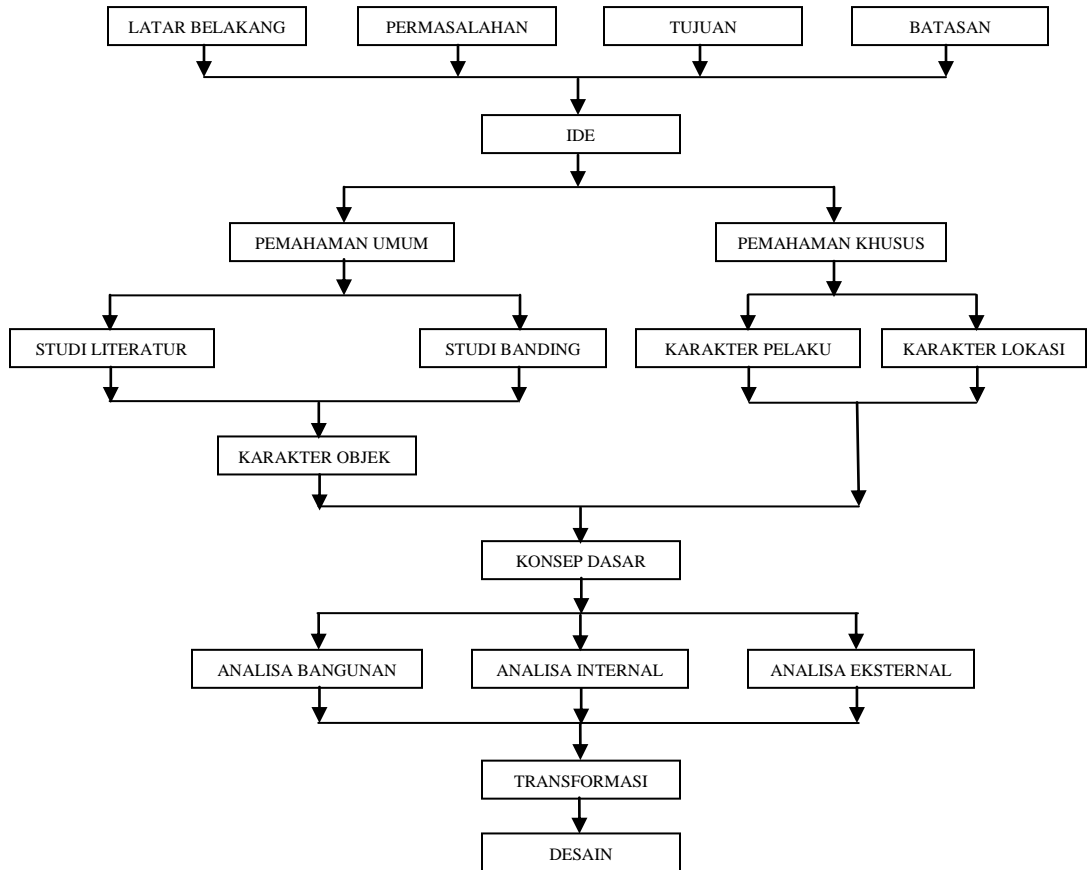 LATAR BELAKANG
PERMASALAHAN
TUJUAN
BATASAN
IDE
PEMAHAMAN UMUM
PEMAHAMAN KHUSUS
STUDI LITERATUR
STUDI BANDING
KARAKTER PELAKU
KARAKTER LOKASI
KARAKTER OBJEK
KONSEP DASAR
ANALISA BANGUNAN
ANALISA INTERNAL
ANALISA EKSTERNAL
TRANSFORMASI
DESAIN